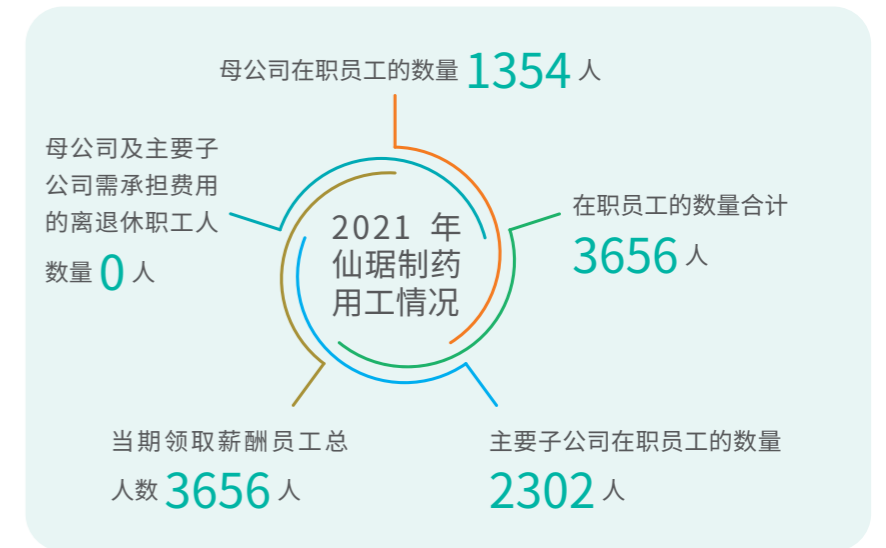 母公司在职员工的数量 1354 人
母公司及主要子
公司需承担费用
的离退休职工人
数量 0 人
在职员工的数量合计
3656 人
2021 年
仙琚制药
用工情况
当期领取薪酬员工总
人数 3656 人
主要子公司在职员工的数量
2302 人